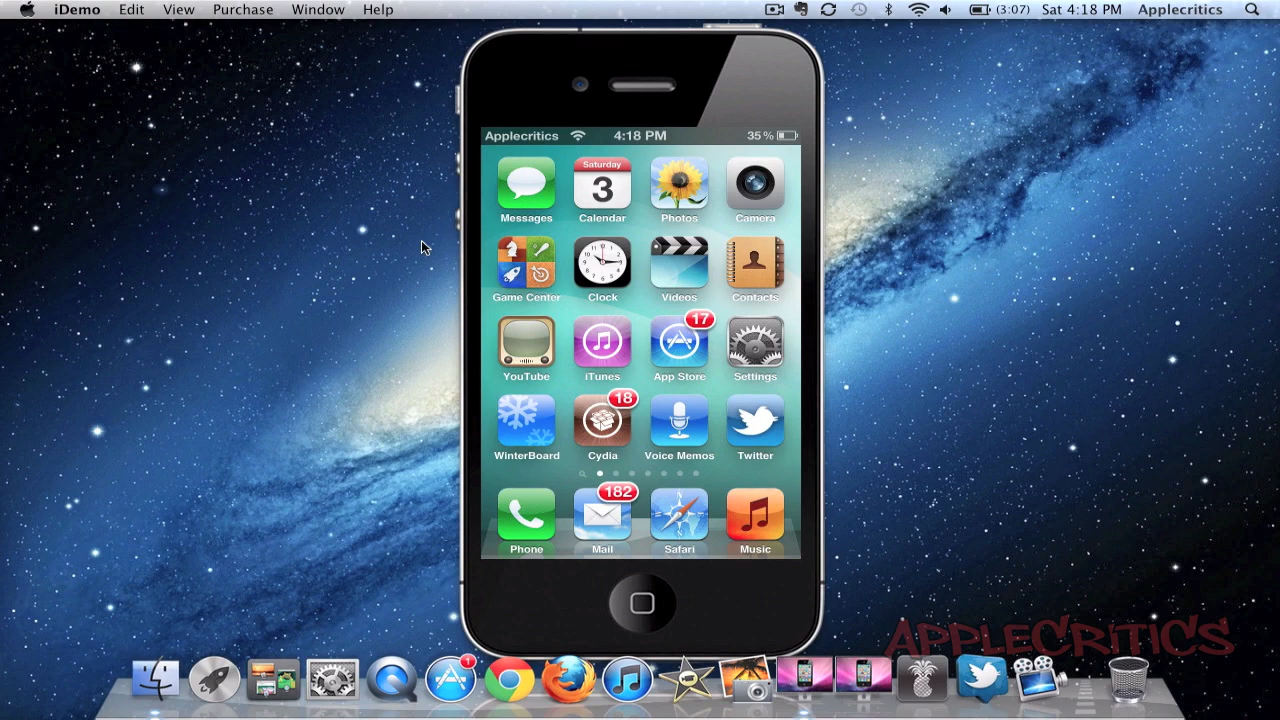 iDemo Edit View Purchase Window Help (3:07) Sat 4:18 PM Applecritics
Applecritics 4:18 PM 35%
Saturday
3
Messages Calendar Photos Camera
Game Center Clock Videos Contacts
17
YouTube iTunes App Store Settings
18
WinterBoard Cydia Voice Memos Twitter
182
Phone Mail Safari Music
APPLECRITICS
1